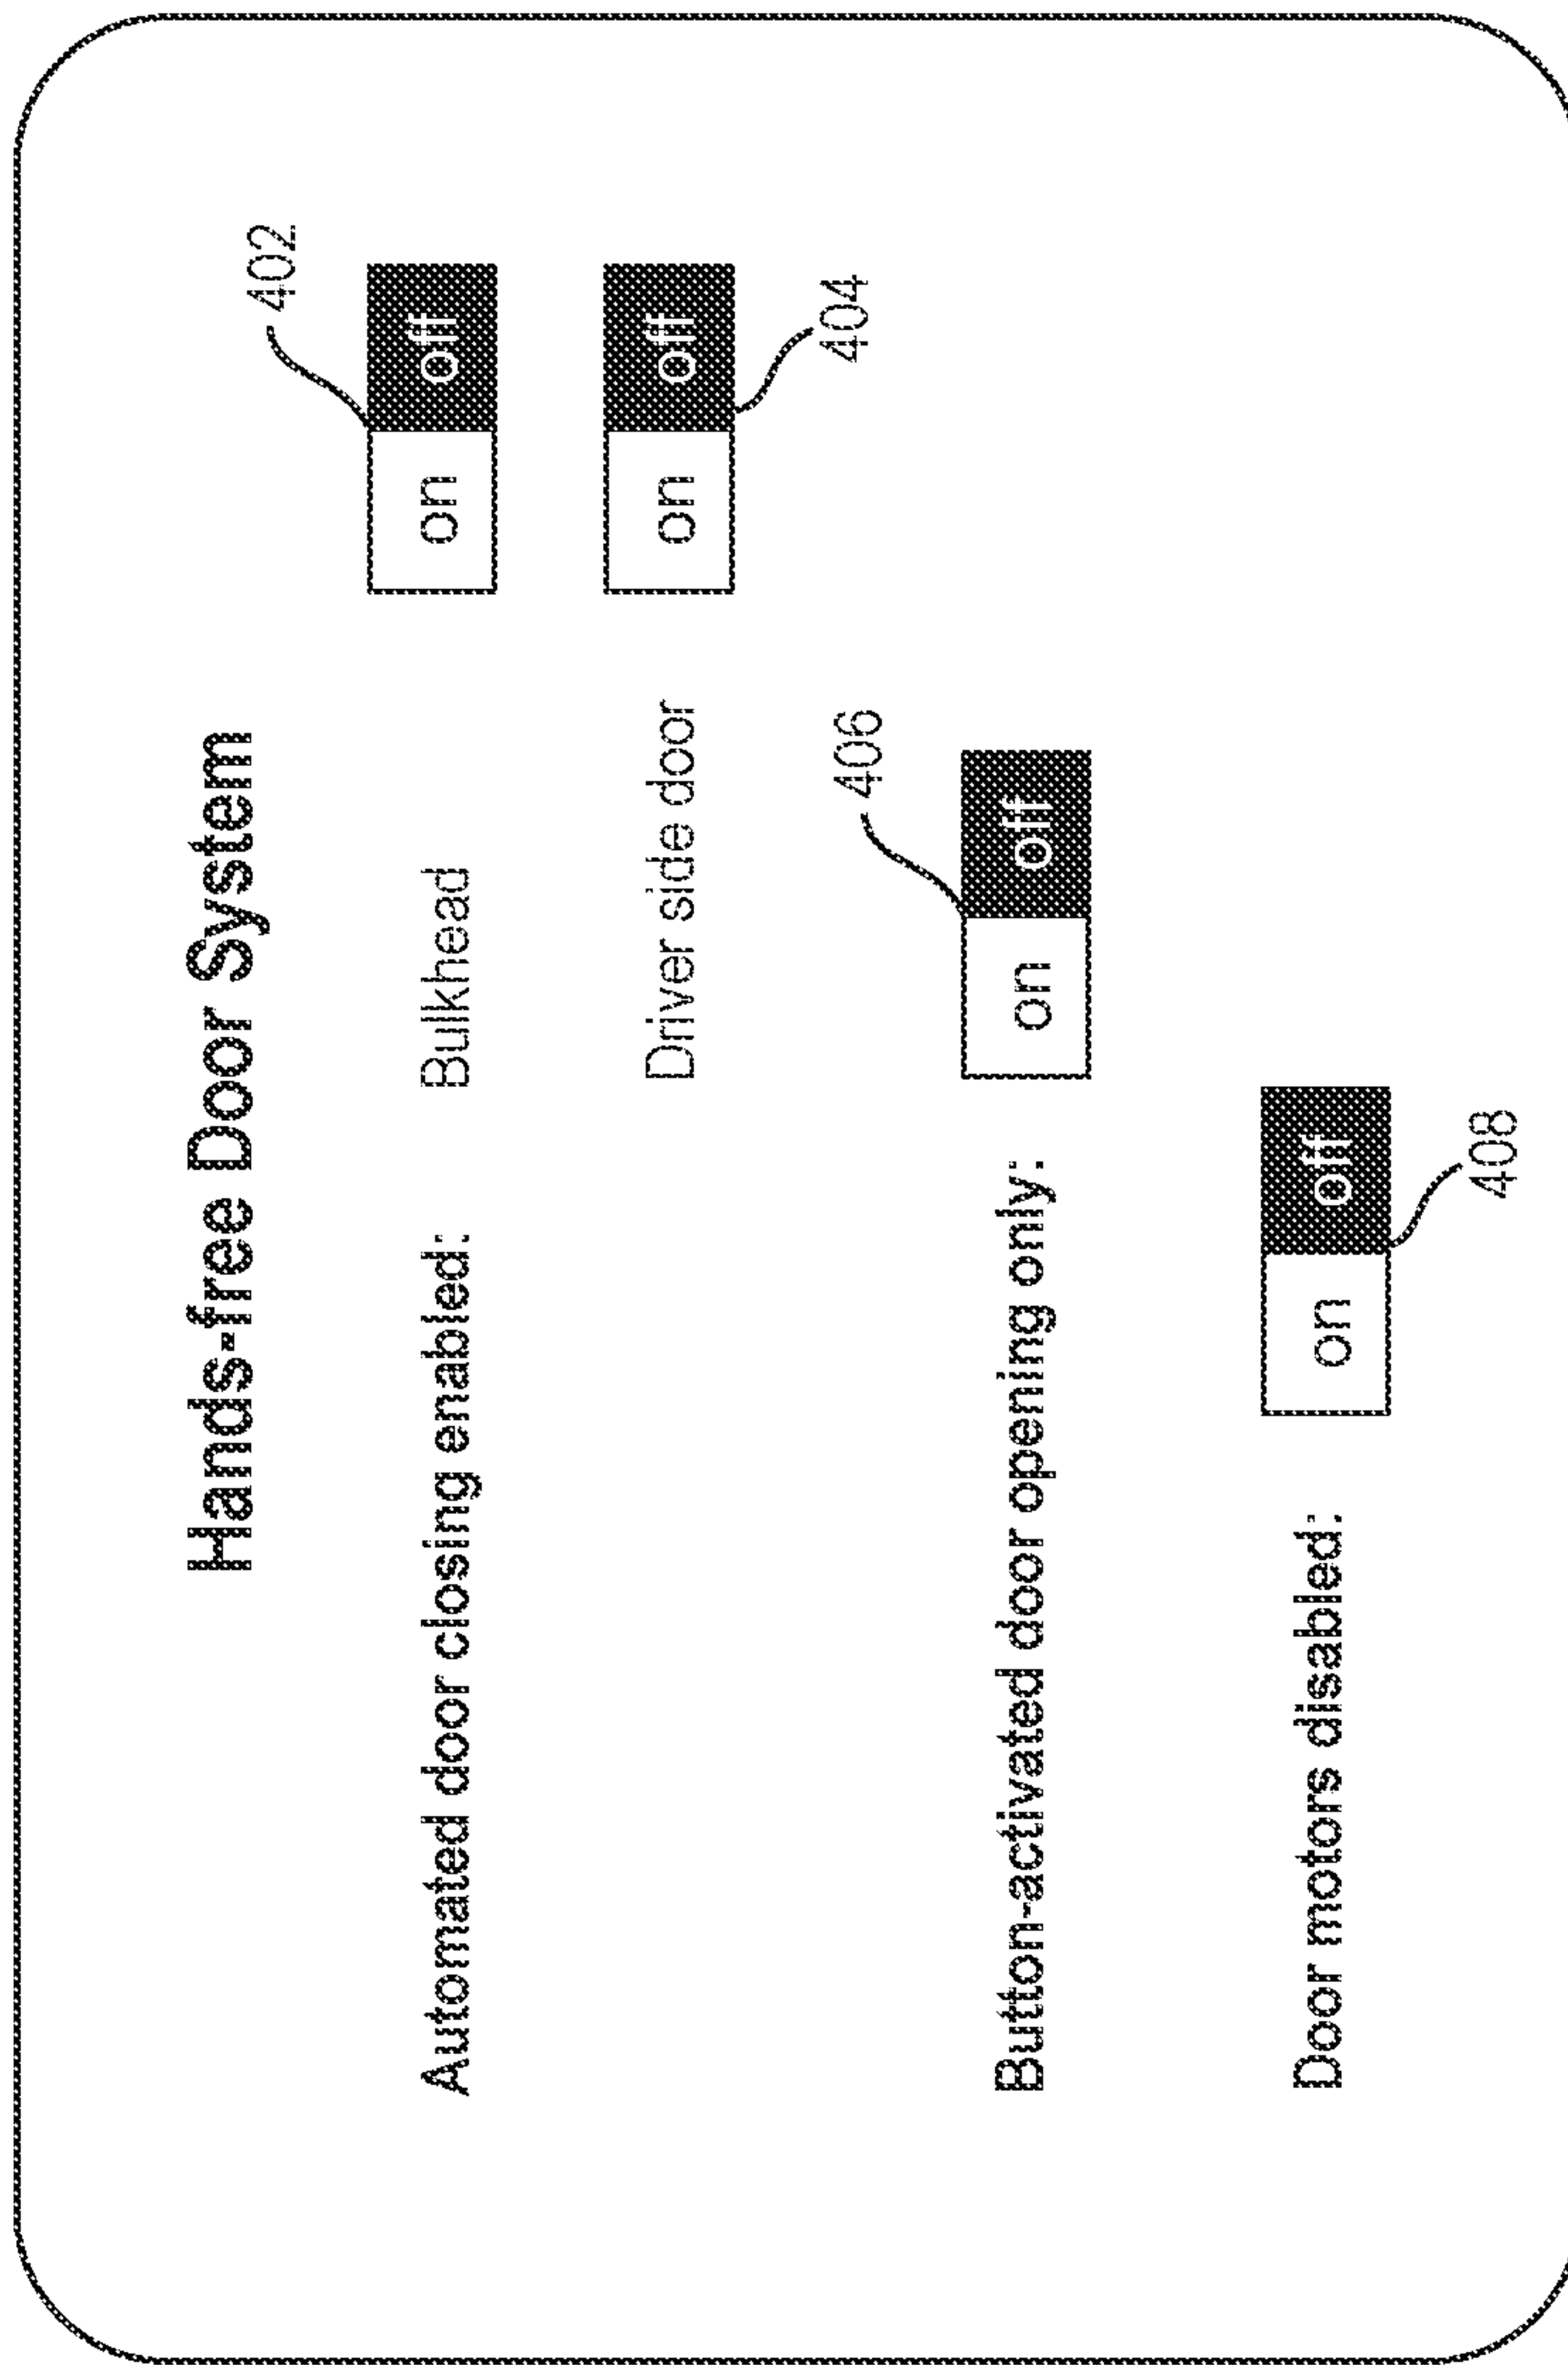 Hands-free Door System
402
Automated door closing enabled: Bulkhead on off
Driver side door on off
404
406
Button-activated door opening only: on off
Door motors disabled: on off
408